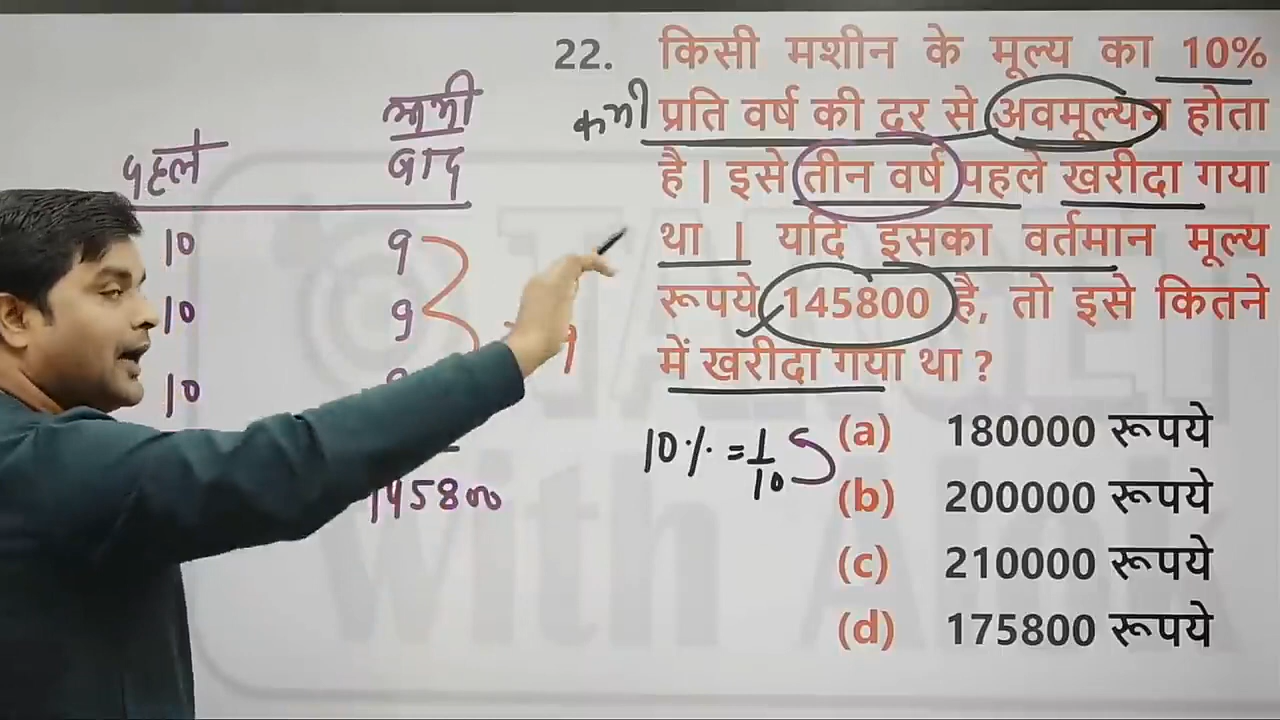 22. किसी मशीन के मूल्य का 10%
कमी प्रति वर्ष की दर से अवमूल्यन होता
है | इसे तीन वर्ष पहले खरीदा गया
था | यदि इसका वर्तमान मूल्य
रूपये 145800 है, तो इसे कितने
में खरीदा गया था ?
10% = 1/10
(a) 180000 रूपये
(b) 200000 रूपये
(c) 210000 रूपये
(d) 175800 रूपये
पहले अभी
बाद
10 9
10 9
10
145800